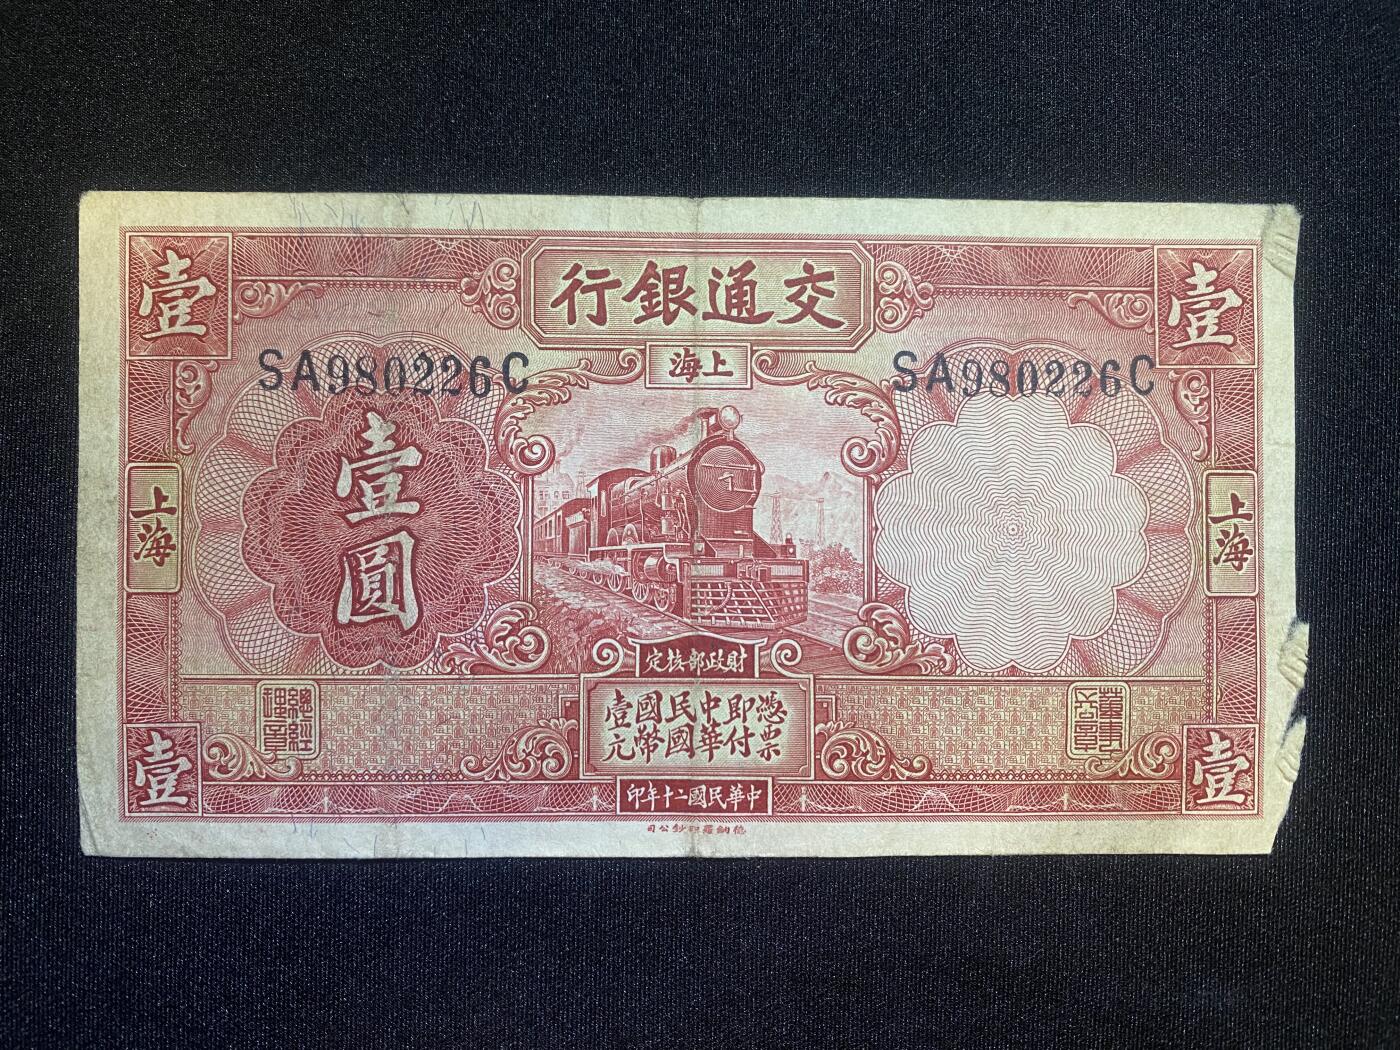 交通銀行
上海
壹
壹
SA980226C
SA980226C
壹圓
上海
上海
財政部核定
憑票即付
中華民國
國幣壹元
壹
壹
總經理章
董事長章
中華民國二十年印
德納羅印鈔公司